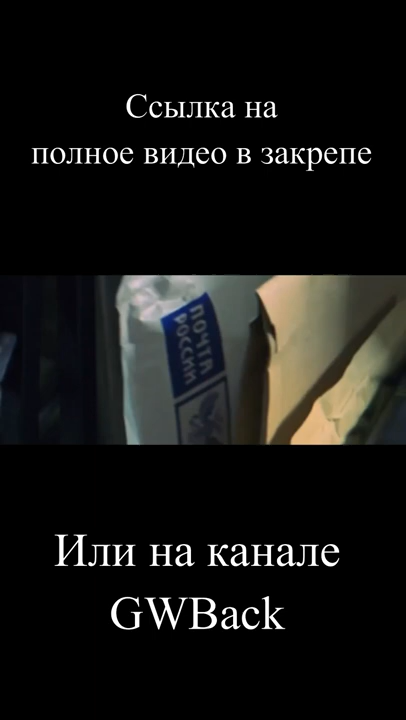 Ссылка на
полное видео в закрепе
ПОЧТА
РОССИИ
Или на канале
GWBack